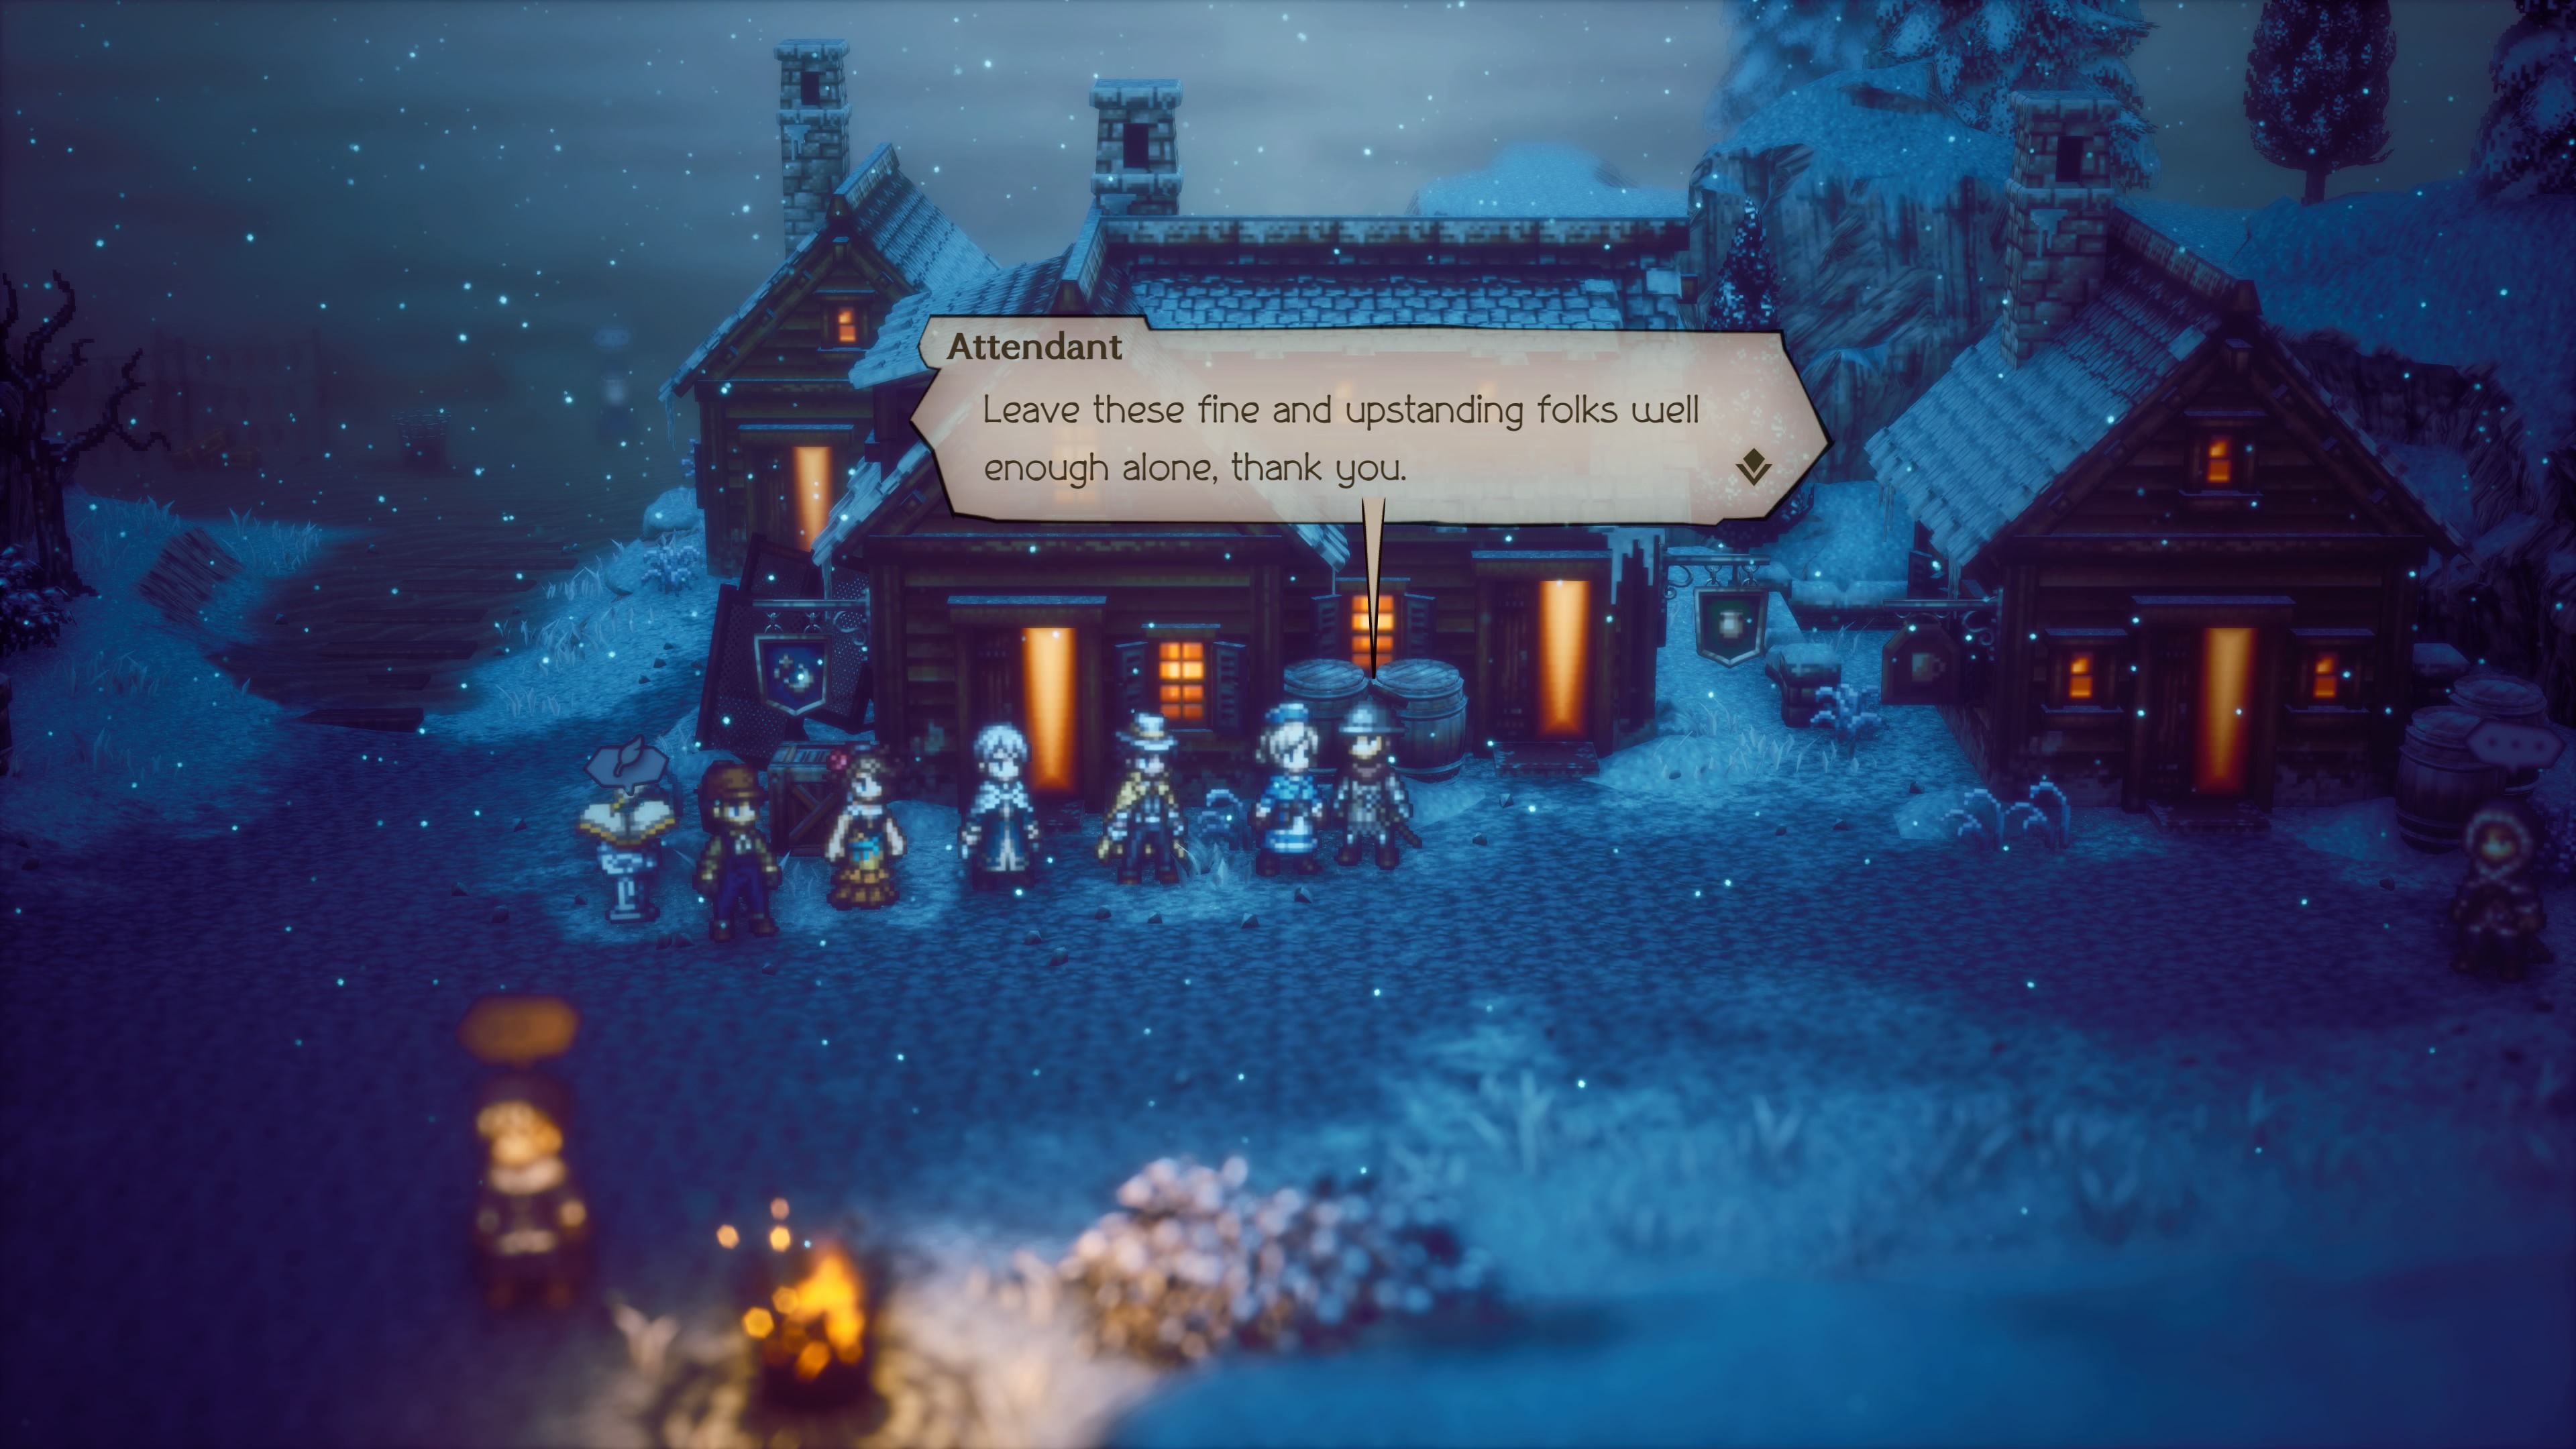 Attendant
Leave these fine and upstanding folks well
enough alone, thank you.